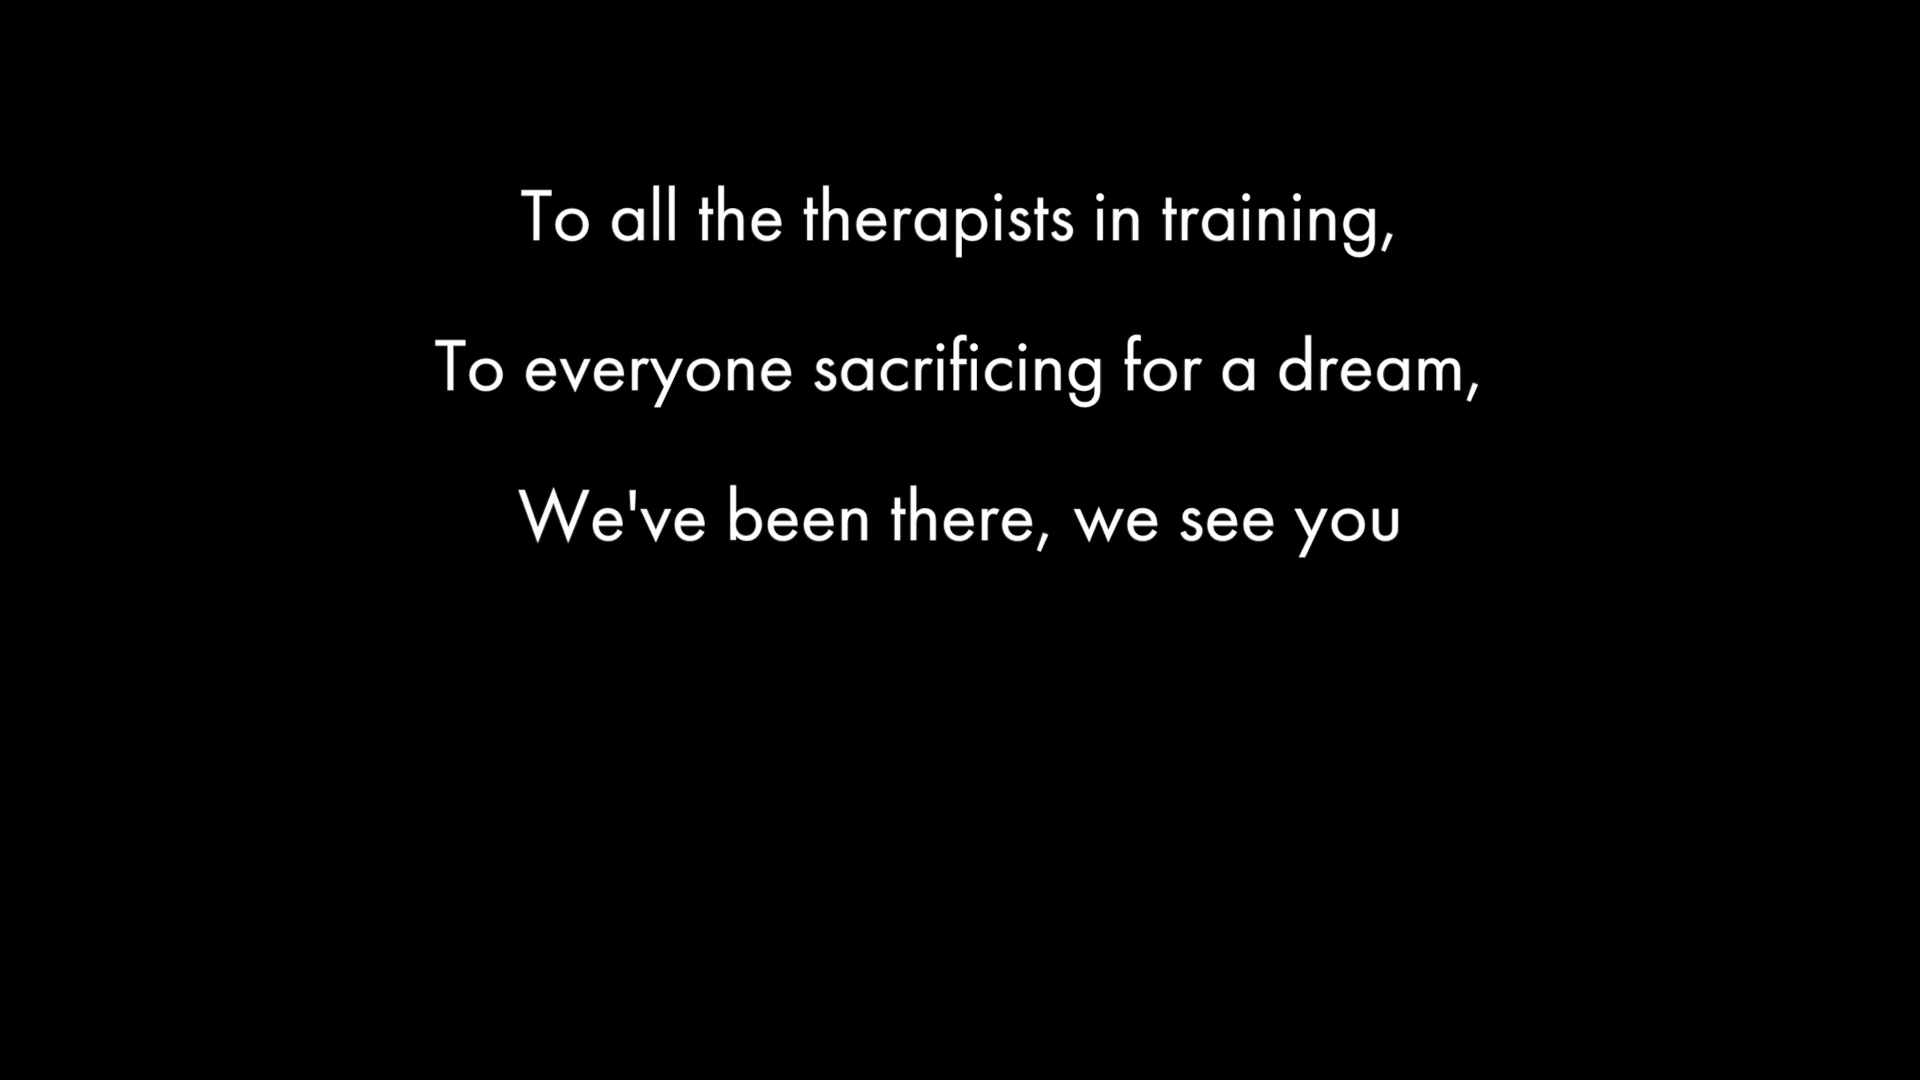 To all the therapists in training,
To everyone sacrificing for a dream,
We've been there, we see you